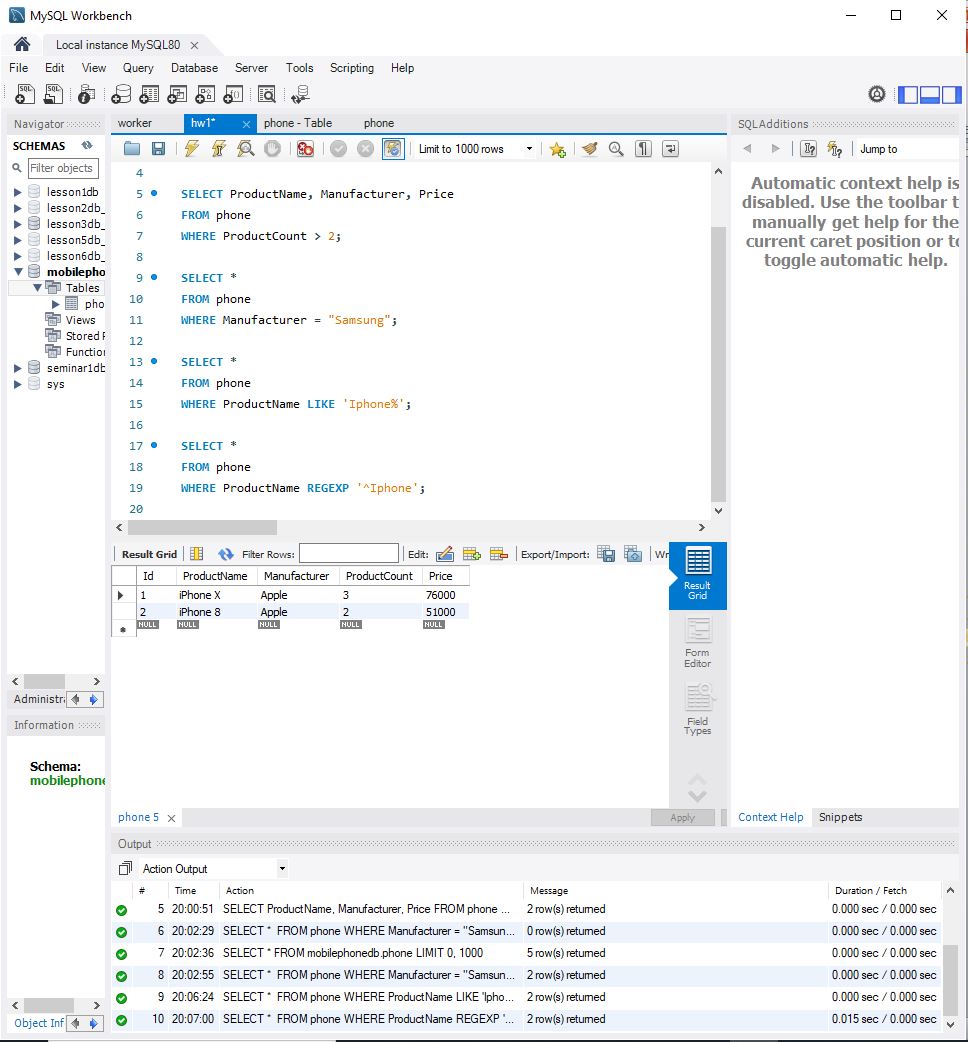 MySQL Workbench
Local instance MySQL80
File Edit View Query Database Server Tools Scripting Help
Navigator
SCHEMAS
Filter objects
lesson1db
lesson2db_
lesson3db_
lesson5db_
lesson6db_
mobilepho
Tables
pho
Views
Stored P
Function
seminar1db
sys
Administra
Information
Schema:
mobilephone
Object Inf
worker hw1* phone - Table phone
Limit to 1000 rows
4
5 SELECT ProductName, Manufacturer, Price
6 FROM phone
7 WHERE ProductCount > 2;
8
9 SELECT *
10 FROM phone
11 WHERE Manufacturer = "Samsung";
12
13 SELECT *
14 FROM phone
15 WHERE ProductName LIKE 'Iphone%';
16
17 SELECT *
18 FROM phone
19 WHERE ProductName REGEXP '^Iphone';
20
Result Grid Filter Rows: Edit: Export/Import: Wr
Id ProductName Manufacturer ProductCount Price
1 iPhone X Apple 3 76000
2 iPhone 8 Apple 2 51000
NULL NULL NULL NULL NULL
Result
Grid
Form
Editor
Field
Types
phone 5
Apply
SQLAdditions
Jump to
Automatic context help is
disabled. Use the toolbar t
manually get help for the
current caret position or to
toggle automatic help.
Context Help Snippets
Output
Action Output
# Time Action Message Duration / Fetch
5 20:00:51 SELECT ProductName, Manufacturer, Price FROM phone ... 2 row(s) returned 0.000 sec / 0.000 sec
6 20:02:29 SELECT * FROM phone WHERE Manufacturer = "Samsun... 0 row(s) returned 0.000 sec / 0.000 sec
7 20:02:36 SELECT * FROM mobilephonedb.phone LIMIT 0, 1000 5 row(s) returned 0.000 sec / 0.000 sec
8 20:02:55 SELECT * FROM phone WHERE Manufacturer = "Samsun... 2 row(s) returned 0.000 sec / 0.000 sec
9 20:06:24 SELECT * FROM phone WHERE ProductName LIKE 'Ipho... 2 row(s) returned 0.000 sec / 0.000 sec
10 20:07:00 SELECT * FROM phone WHERE ProductName REGEXP '... 2 row(s) returned 0.015 sec / 0.000 sec